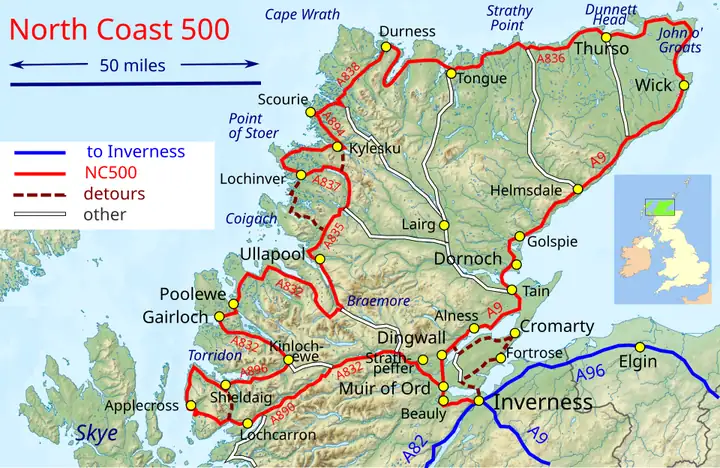 North Coast 500
50 miles
to Inverness
NC500
detours
other
Cape Wrath
Durness
Strathy
Point
Dunnett
Head
John o'
Groats
Thurso
A836
Tongue
Wick
A838
Scourie
A894
Point
of Stoer
Kylesku
Lochinver
A837
A9
Helmsdale
Coigach
Lairg
Golspie
A835
Ullapool
Dornoch
Tain
Poolewe
A832
Braemore
Gairloch
Alness
A9
Cromarty
A832
Kinloch-
ewe
Dingwall
Torridon
Strath-
peffer
Fortrose
Elgin
A896
A832
A96
Shieldaig
Muir of Ord
Applecross
A890
Beauly
Inverness
Skye
Lochcarron
A82
A9